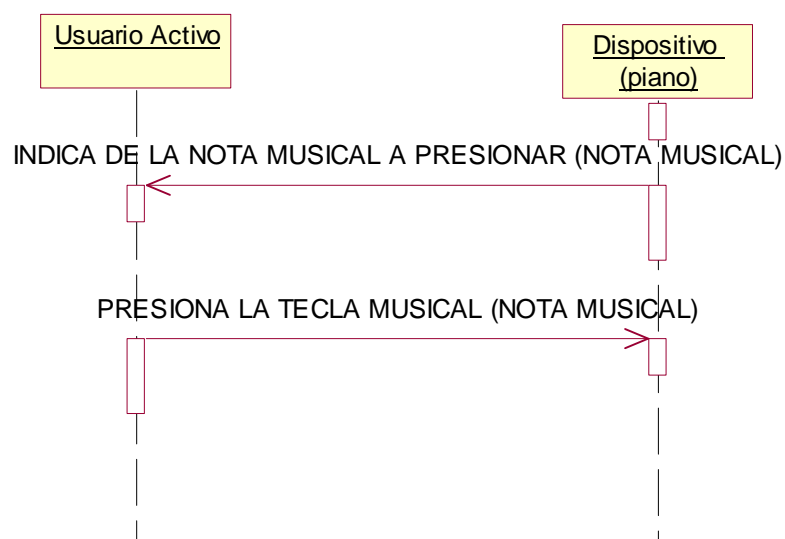 Usuario Activo
Dispositivo
(piano)
INDICA DE LA NOTA MUSICAL A PRESIONAR (NOTA MUSICAL)
PRESIONA LA TECLA MUSICAL (NOTA MUSICAL)